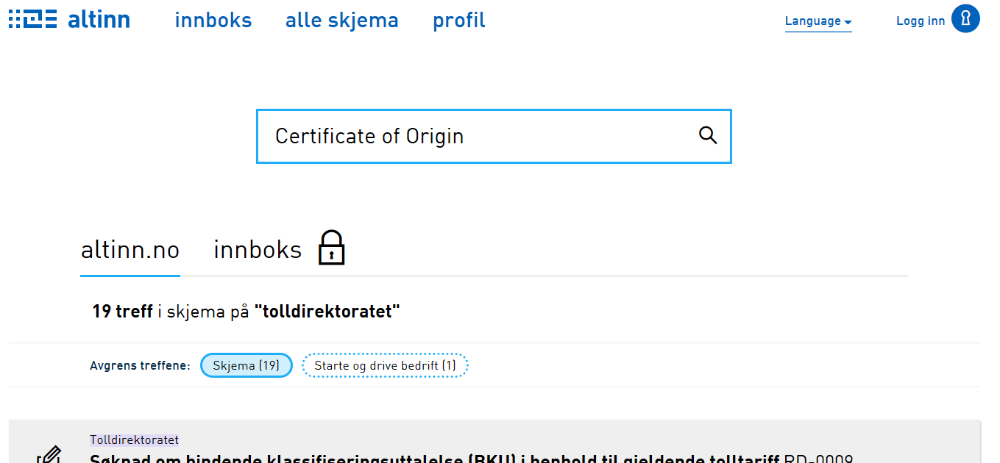 altinn innboks alle skjema profil Language Logg inn
Certificate of Origin
altinn.no innboks
19 treff i skjema på "tolldirektoratet"
Avgrens treffene: Skjema (19) Starte og drive bedrift (1)
Tolldirektoratet
Søknad om bindende klassifiseringsuttalelse (BKU) i henhold til gjeldende tolltariff RD-0009